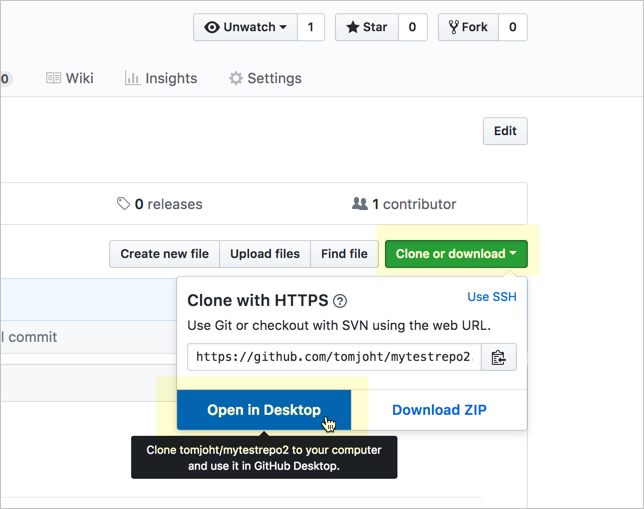 Unwatch 1 Star 0 Fork 0
0 Wiki Insights Settings
Edit
0 releases 1 contributor
Create new file Upload files Find file Clone or download
Clone with HTTPS ? Use SSH
l commit
Use Git or checkout with SVN using the web URL.
https://github.com/tomjoht/mytestrepo2.
Open in Desktop Download ZIP
Clone tomjoht/mytestrepo2 to your computer
and use it in GitHub Desktop.